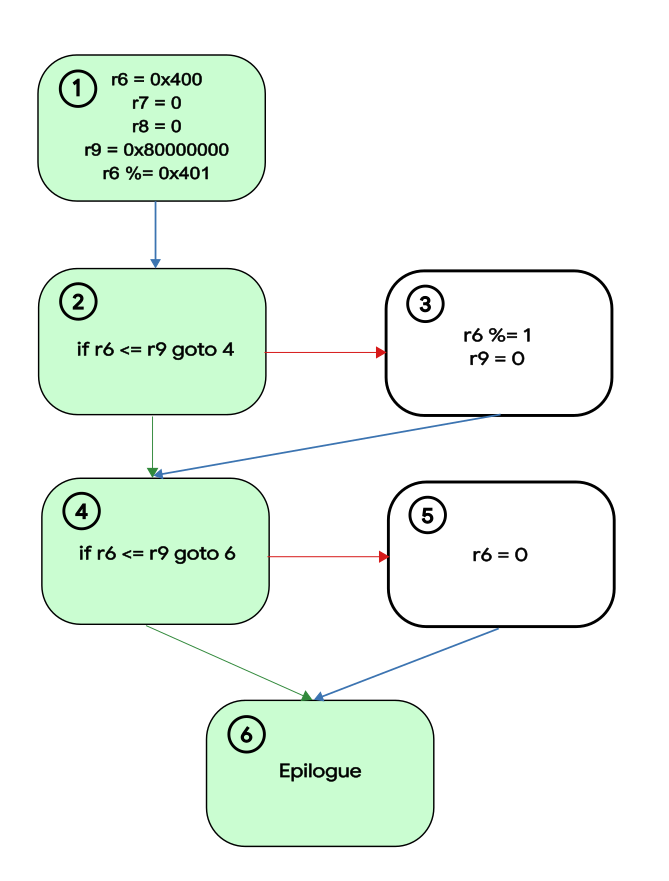 1
r6 = 0x400
r7 = 0
r8 = 0
r9 = 0x80000000
r6 %= 0x401
2
if r6 <= r9 goto 4
3
r6 %= 1
r9 = 0
4
if r6 <= r9 goto 6
5
r6 = 0
6
Epilogue